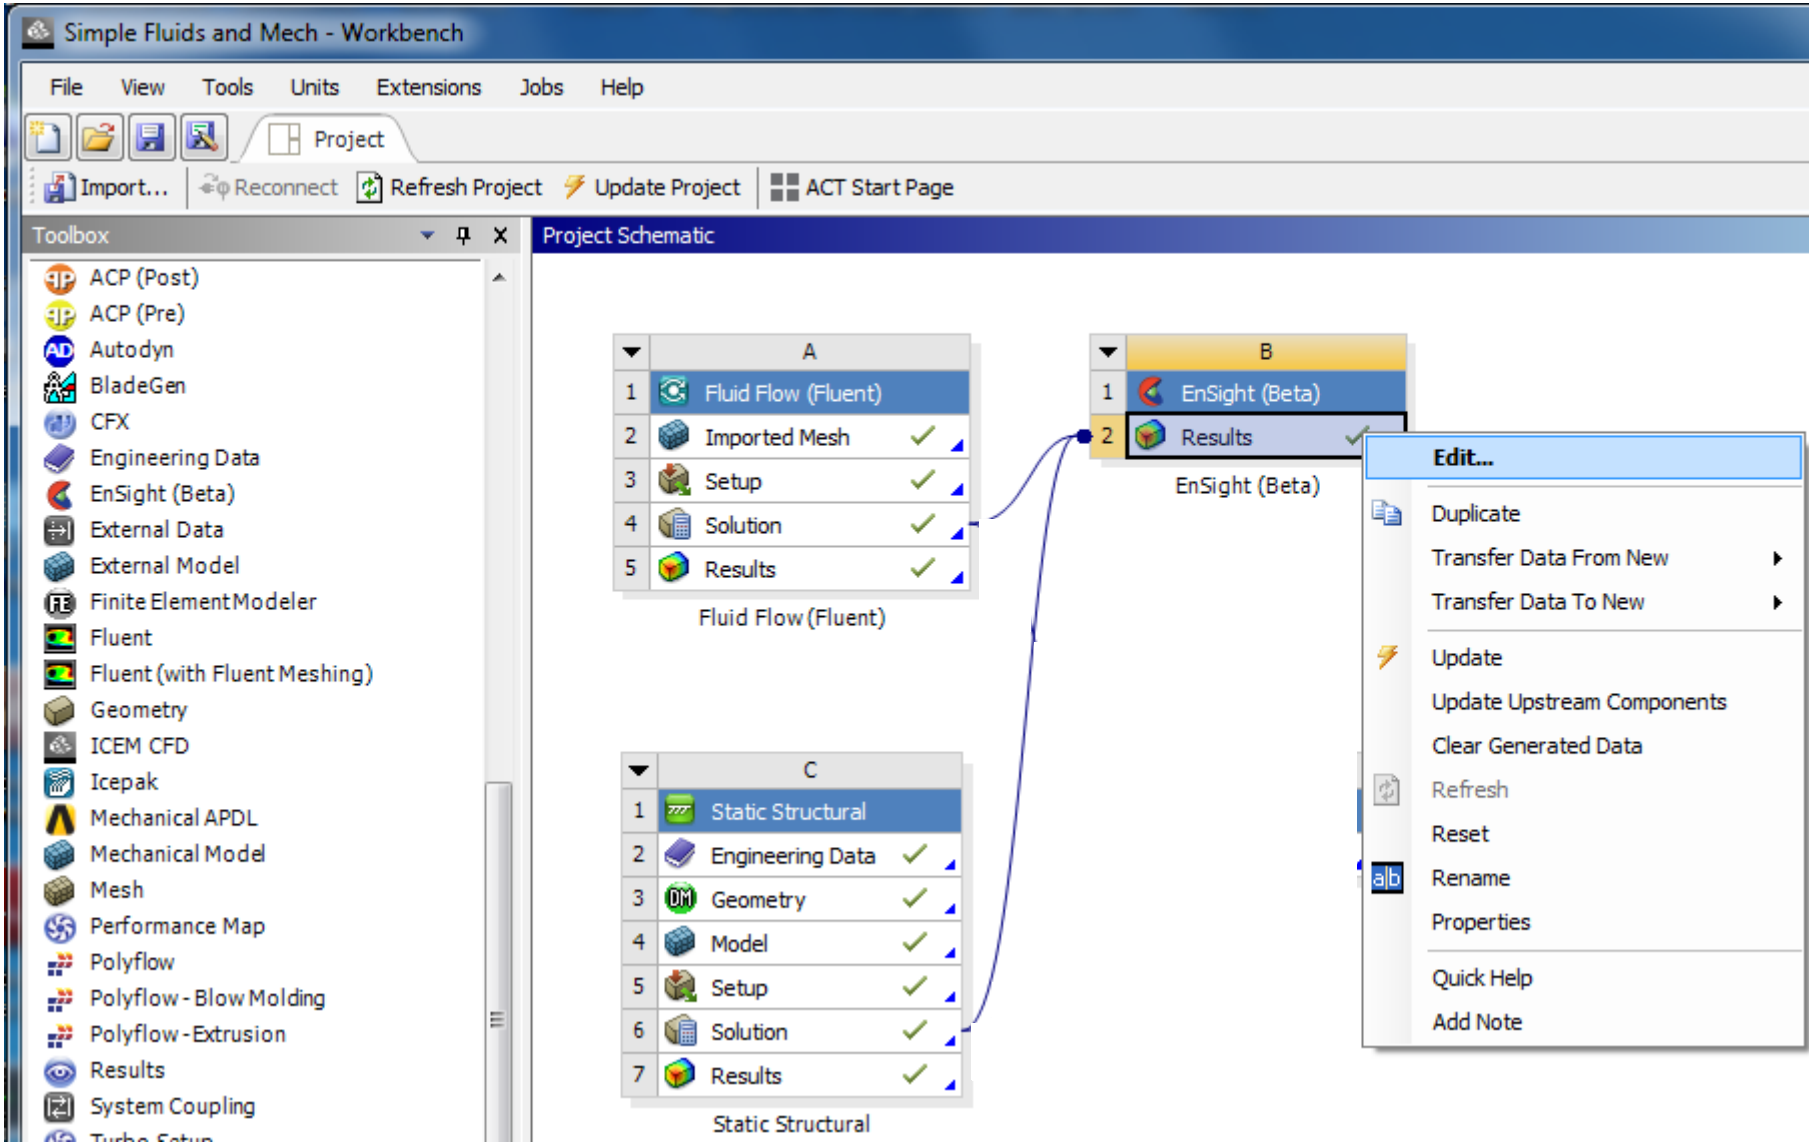 Simple Fluids and Mech - Workbench
File View Tools Units Extensions Jobs Help
Project
Import... Reconnect Refresh Project Update Project ACT Start Page
Toolbox
ACP (Post)
ACP (Pre)
Autodyn
BladeGen
CFX
Engineering Data
EnSight (Beta)
External Data
External Model
Finite Element Modeler
Fluent
Fluent (with Fluent Meshing)
Geometry
ICEM CFD
Icepak
Mechanical APDL
Mechanical Model
Mesh
Performance Map
Polyflow
Polyflow - Blow Molding
Polyflow - Extrusion
Results
System Coupling
Turbo Setup
Project Schematic
A
1 Fluid Flow (Fluent)
2 Imported Mesh
3 Setup
4 Solution
5 Results
Fluid Flow (Fluent)
B
1 EnSight (Beta)
2 Results
EnSight (Beta)
C
1 Static Structural
2 Engineering Data
3 Geometry
4 Model
5 Setup
6 Solution
7 Results
Static Structural
Edit...
Duplicate
Transfer Data From New
Transfer Data To New
Update
Update Upstream Components
Clear Generated Data
Refresh
Reset
Rename
Properties
Quick Help
Add Note